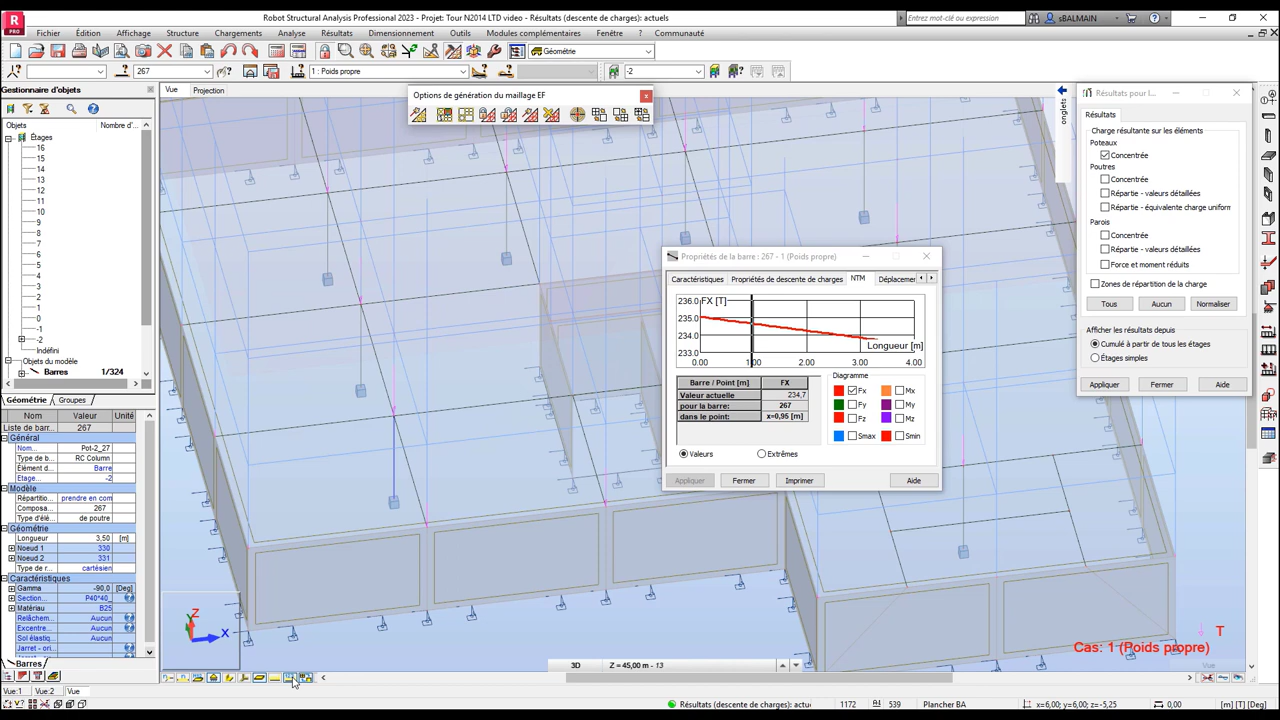 Robot Structural Analysis Professional 2023 - Projet: Tour N2014 LTD video - Résultats (descente de charges): actuels
Entrez mot-clé ou expression
sBALMAIN
R
PRO
Fichier Édition Affichage Structure Chargements Analyse Résultats Dimensionnement Outils Modules complémentaires Fenêtre ? Communauté
Géométrie
267
1 : Poids propre
-2
Gestionnaire d'objets
Objets Nombre d'...
Étages
16
15
14
13
12
11
10
9
8
7
6
5
4
3
2
1
0
-1
-2
Indéfini
Objets du modèle
Barres 1/324
Géométrie Groupes
Nom Valeur Unité
Liste de bar... 267
Général
Nom... Pot-2_27
Type de b... RC Column
Élément d... Barre
Etage... -2
Modèle
Répartitio... prendre en com
Composa... 267
Type d'él... de poutre
Géométrie
Longueur 3,50 [m]
Noeud 1 330
Noeud 2 331
Type de r... cartésien
Caractéristiques
Gamma -90,0 [Deg]
Section... P40*40_
Matériau B25
Relâchem... Aucun
Excentre... Aucun
Sol élastiq... Aucun
Jarret - ori... Aucun
Barres
Vue:1 Vue:2 Vue
Vue Projection
Options de génération du maillage EF
onglets
Propriétés de la barre : 267 - 1 (Poids propre)
Caractéristiques Propriétés de descente de charges NTM Déplacemer
FX [T]
236.0
235.0
234.0
233.0
Longueur [m]
0.00 1.00 2.00 3.00 4.00
Barre / Point [m] FX
Valeur actuelle 234,7
pour la barre: 267
dans le point: x=0,95 [m]
Diagramme
Fx Mx
Fy My
Fz Mz
Smax Smin
Valeurs Extrêmes
Appliquer Fermer Imprimer Aide
Résultats pour l...
Résultats
Charge résultante sur les éléments
Poteaux
Concentrée
Poutres
Concentrée
Répartie - valeurs détaillées
Répartie - équivalente charge uniform
Parois
Concentrée
Répartie - valeurs détaillées
Force et moment réduits
Zones de répartition de la charge
Tous Aucun Normaliser
Afficher les résultats depuis
Cumulé à partir de tous les étages
Étages simples
Appliquer Fermer Aide
Z
X
T
Cas: 1 (Poids propre)
3D Z = 45,00 m - 13
Vue
Résultats (descente de charges): actue
1172
539
Plancher BA
x=6,00; y=6,00; z=-5,25
0,00
[m] [T] [Deg]